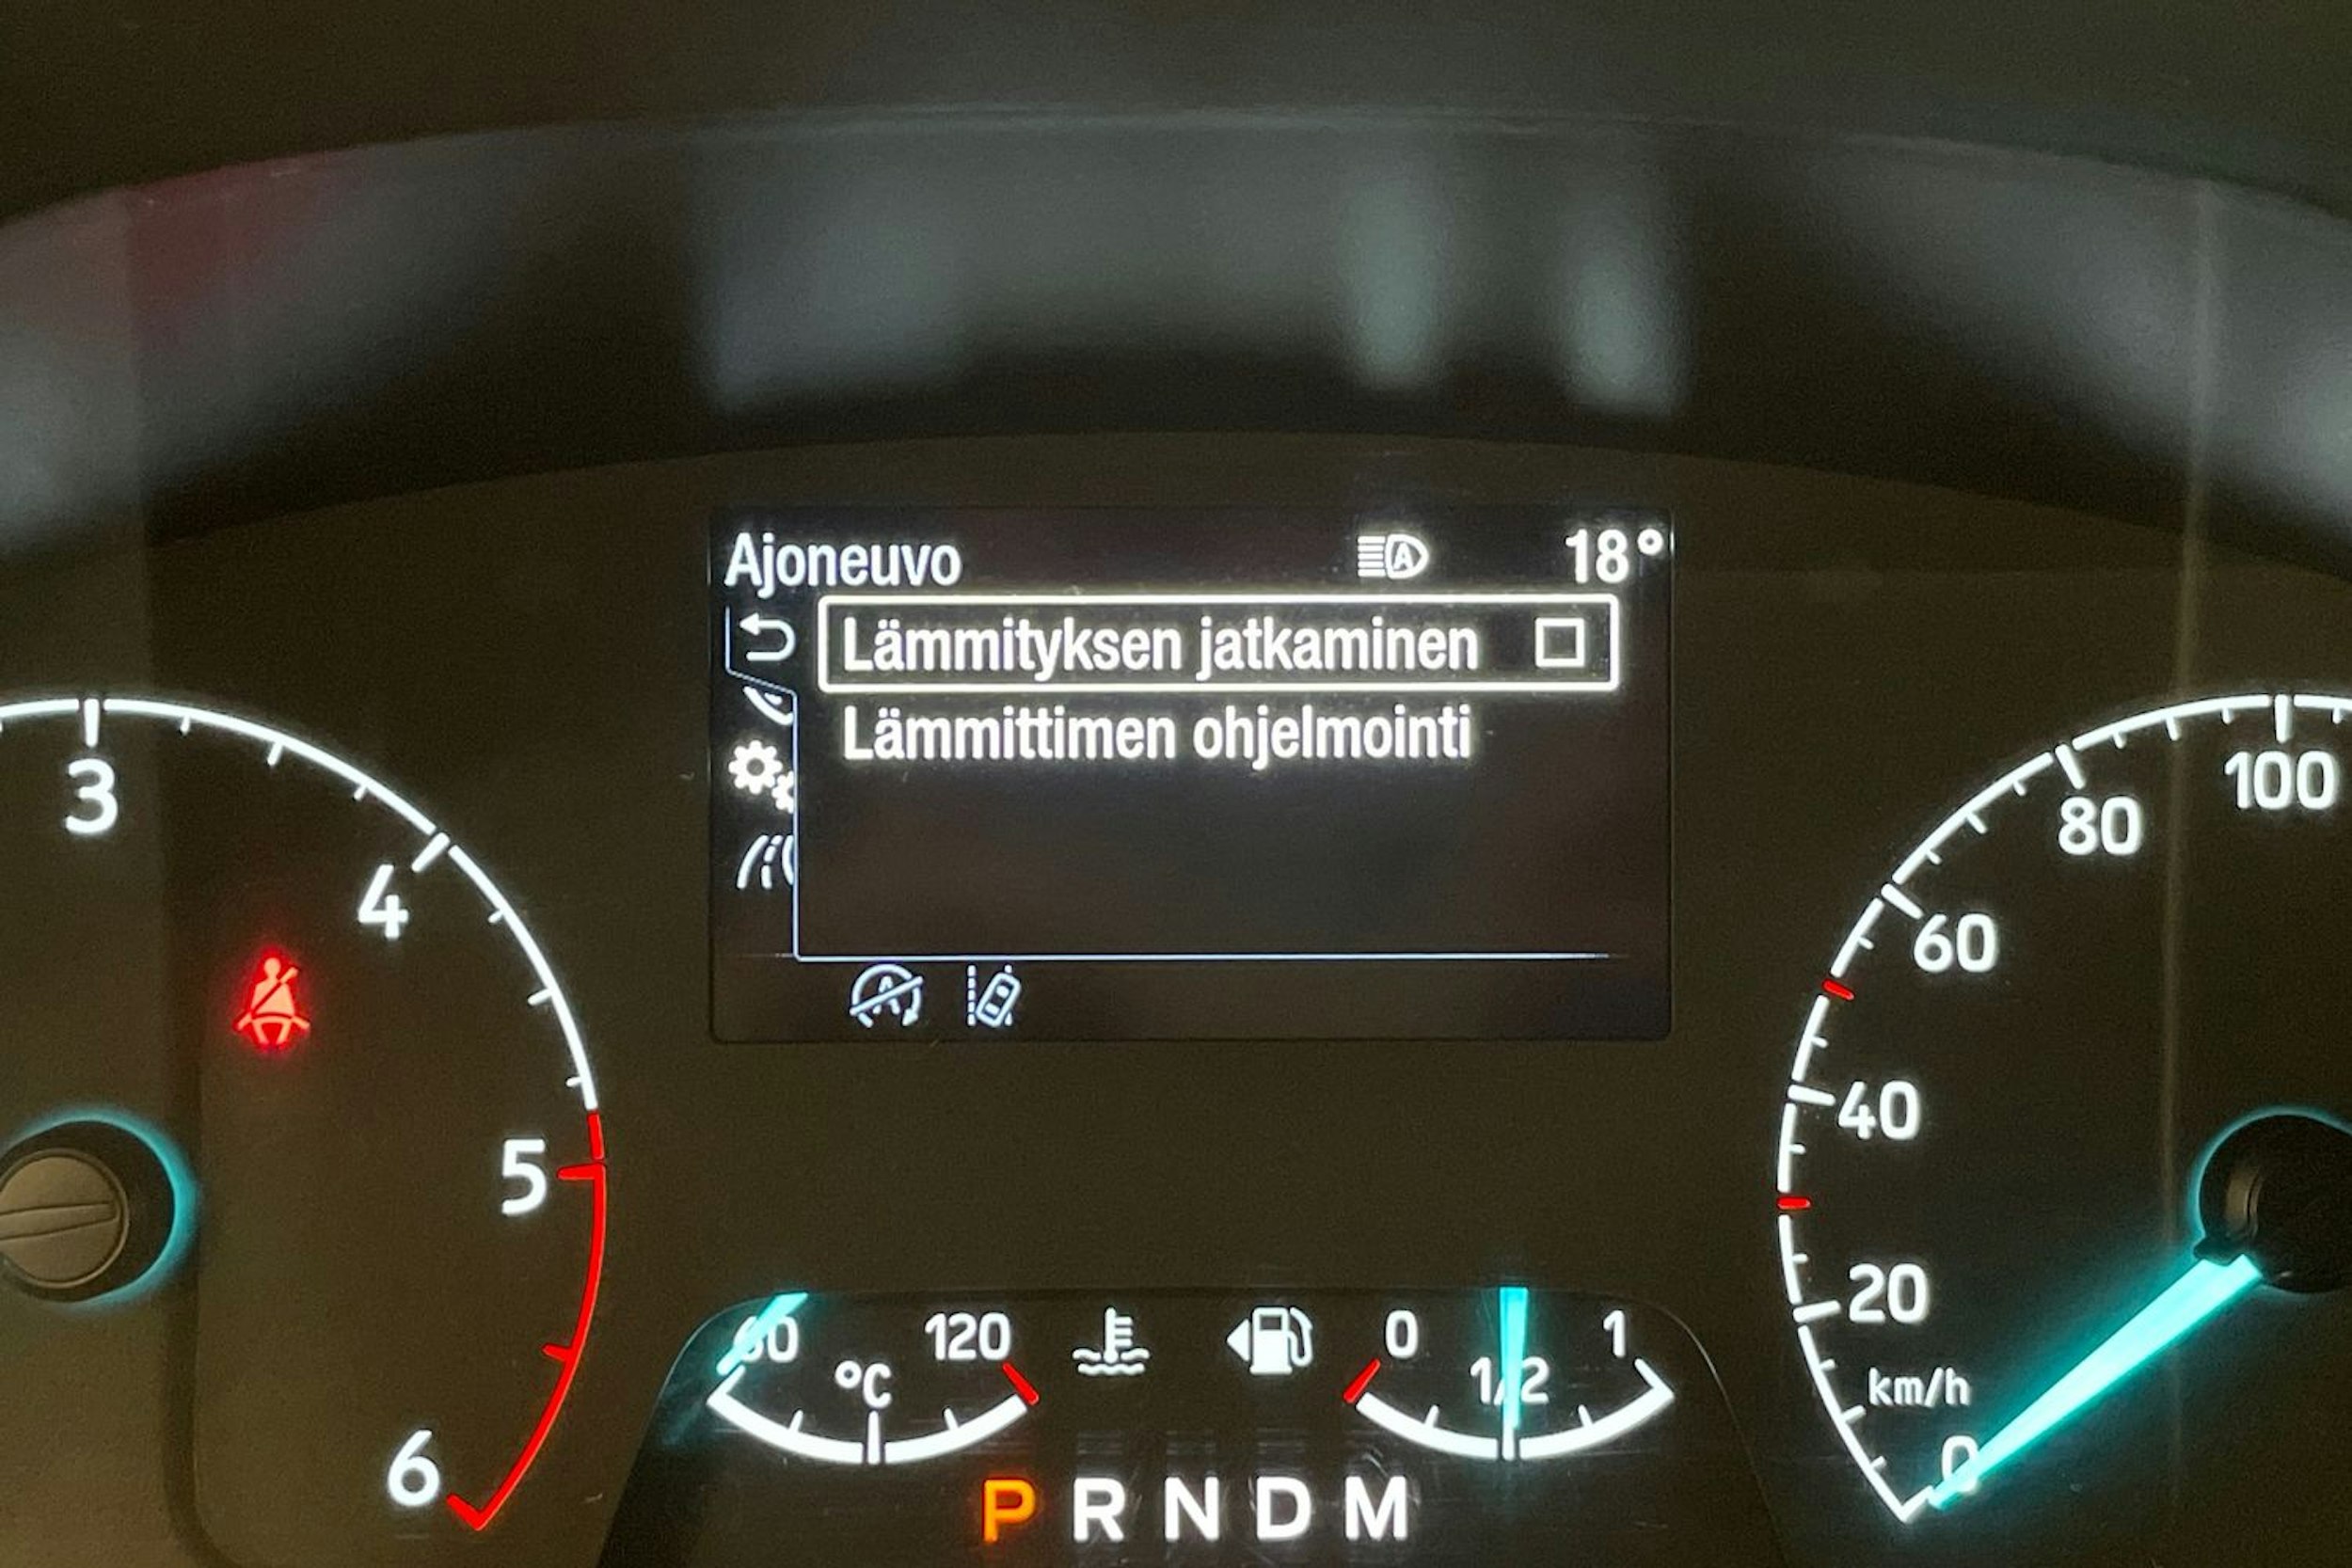 Ajoneuvo 18°
Lämmityksen jatkaminen
Lämmittimen ohjelmointi
3
4
5
6
100
80
60
40
20
km/h
0
60 120
°C
0 1
1/2
P R N D M